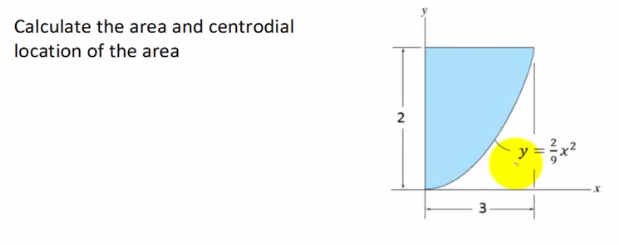 Calculate the area and centrodial
location of the area
y
2
y = 2/9 x²
x
3